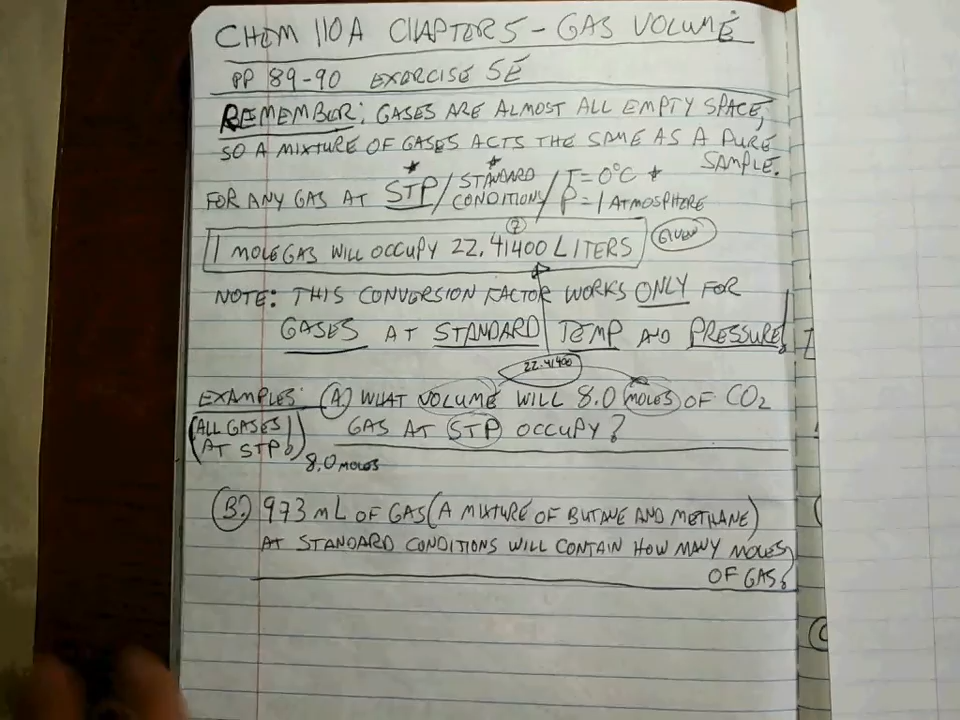 CHEM 110A CHAPTER 5 - GAS VOLUME
PP 89-90 EXERCISE 5E
REMEMBER: GASES ARE ALMOST ALL EMPTY SPACE,
SO A MIXTURE OF GASES ACTS THE SAME AS A PURE
SAMPLE.
FOR ANY GAS AT STP / STANDARD CONDITIONS / T = 0°C *
P = 1 ATMOSPHERE
1 MOLE GAS WILL OCCUPY 22.41400 LITERS GIVEN
NOTE: THIS CONVERSION FACTOR WORKS ONLY FOR
GASES AT STANDARD TEMP AND PRESSURE!
22.41400
EXAMPLES: (A.) WHAT VOLUME WILL 8.0 MOLES OF CO2
(ALL GASES AT STP!) GAS AT STP OCCUPY?
8.0 MOLES
(B.) 973 mL OF GAS (A MIXTURE OF BUTANE AND METHANE)
AT STANDARD CONDITIONS WILL CONTAIN HOW MANY MOLES
OF GAS?